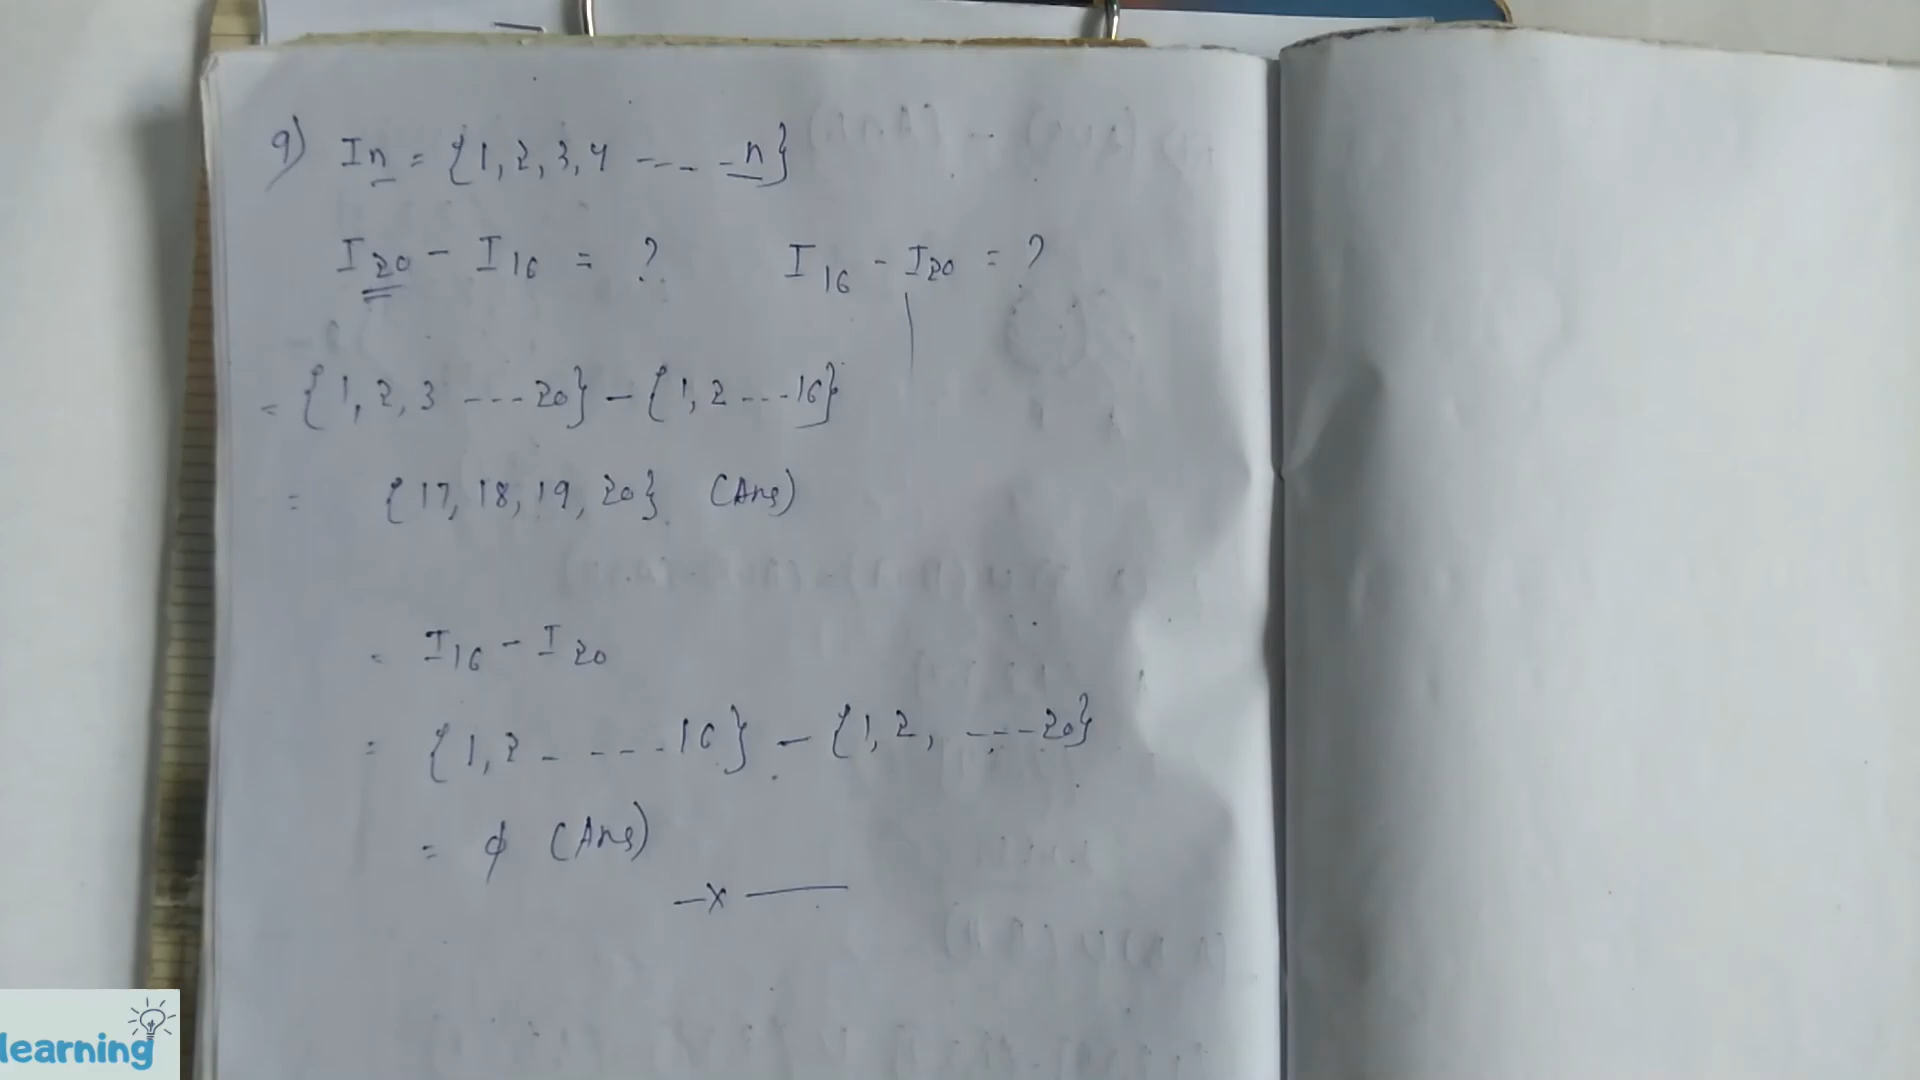 9) In = {1, 2, 3, 4 ---- n}
I20 - I16 = ? I16 - I20 = ?
= {1, 2, 3 ---- 20} - {1, 2 ---- 16}
= {17, 18, 19, 20} (Ans)
= I16 - I20
= {1, 2 ----- 16} - {1, 2, ---- 20}
= ϕ (Ans)
—x——
learning